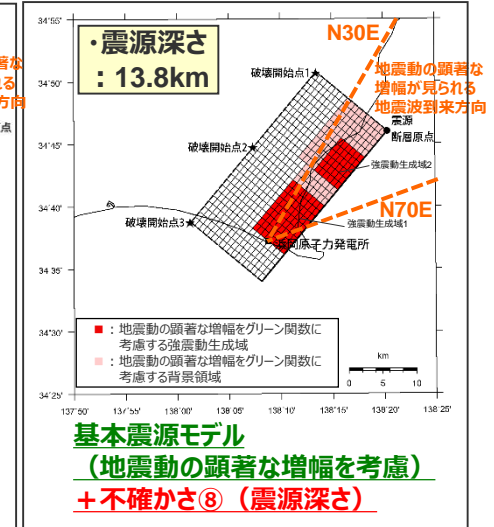 ・震源深さ
：13.8km
N30E
地震動の顕著な
増幅が見られる
地震波到来方向
N70E
震源
断層原点
破壊開始点1
破壊開始点2
破壊開始点3
強震動生成域2
強震動生成域1
浜岡原子力発電所
34°55'
34°50'
34°45'
34°40'
34°35'
34°30'
34°25'
137°50'
137°55'
138°00'
138°05'
138°10'
138°15'
138°20'
138°25'
：地震動の顕著な増幅をグリーン関数に
考慮する強震動生成域
：地震動の顕著な増幅をグリーン関数に
考慮する背景領域
km
0 5 10
基本震源モデル
（地震動の顕著な増幅を考慮）
＋不確かさ⑧（震源深さ）
著な
る
方向
点